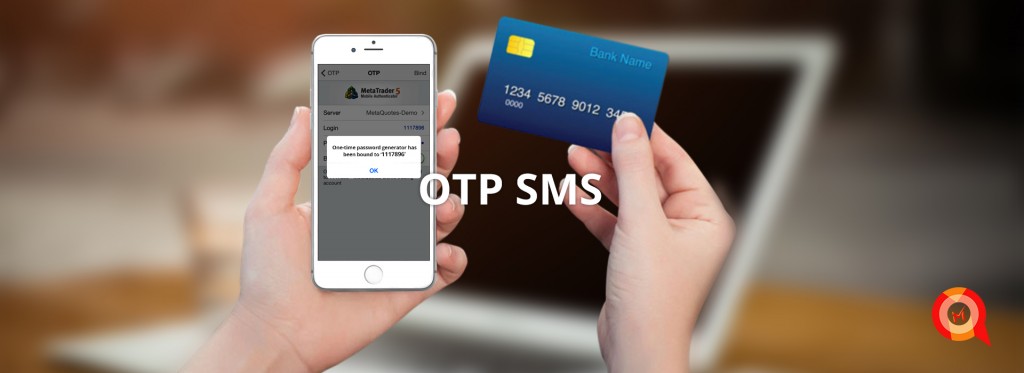 OTP
OTP
Bind
MetaTrader 5
Mobile Authenticator
Server
MetaQuotes-Demo
Login
1117896
One-time password generator has
been bound to '1117896'
OK
account
Bank Name
1234 5678 9012
0000
OTP SMS